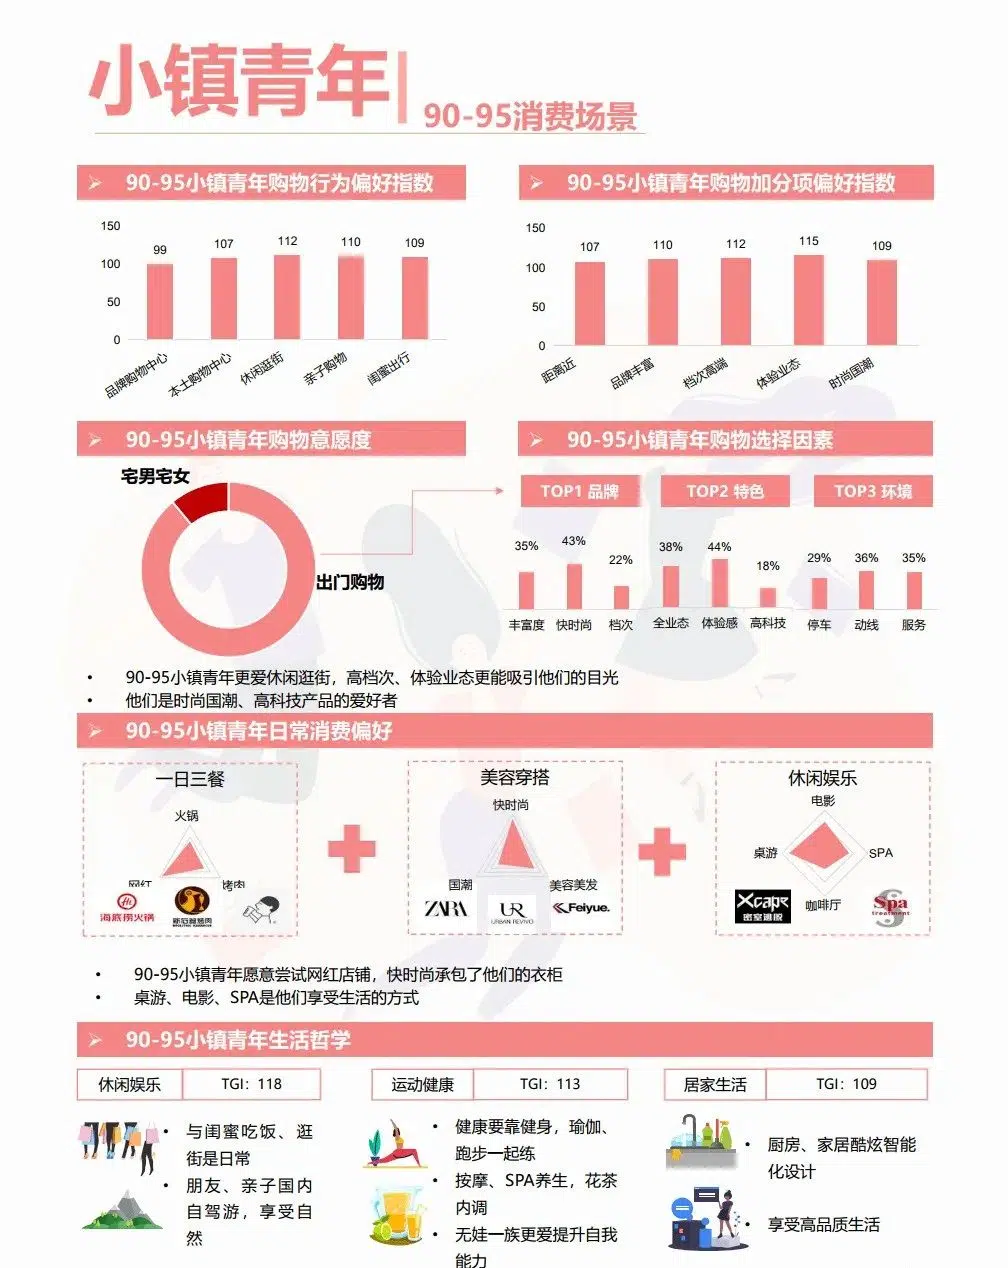 小镇青年
90-95消费场景
90-95小镇青年购物行为偏好指数
150
100
50
0
99
107
112
110
109
品牌购物中心
本土购物中心
休闲逛街
亲子购物
闺蜜出行
90-95小镇青年购物加分项偏好指数
150
100
50
0
107
110
112
115
109
距离近
品牌丰富
档次高端
体验业态
时尚国潮
90-95小镇青年购物意愿度
宅男宅女
出门购物
90-95小镇青年购物选择因素
TOP1 品牌
TOP2 特色
TOP3 环境
35%
43%
22%
38%
44%
18%
29%
36%
35%
丰富度
快时尚
档次
全业态
体验感
高科技
停车
动线
服务
• 90-95小镇青年更爱休闲逛街，高档次、体验业态更能吸引他们的目光
• 他们是时尚国潮、高科技产品的爱好者
90-95小镇青年日常消费偏好
一日三餐
火锅
网红
烤肉
Hi
海底捞火锅
美容穿搭
快时尚
国潮
美容美发
ZARA
UR
URBAN REVIVO
Feiyue.
休闲娱乐
电影
桌游
SPA
咖啡厅
Xcape
密室逃脱
Spa
treatment
• 90-95小镇青年愿意尝试网红店铺，快时尚承包了他们的衣柜
• 桌游、电影、SPA是他们享受生活的方式
90-95小镇青年生活哲学
休闲娱乐
TGI：118
• 与闺蜜吃饭、逛
街是日常
• 朋友、亲子国内
自驾游，享受自
然
运动健康
TGI：113
• 健康要靠健身，瑜伽、
跑步一起练
• 按摩、SPA养生，花茶
内调
• 无娃一族更爱提升自我
能力
居家生活
TGI：109
• 厨房、家居酷炫智能
化设计
• 享受高品质生活